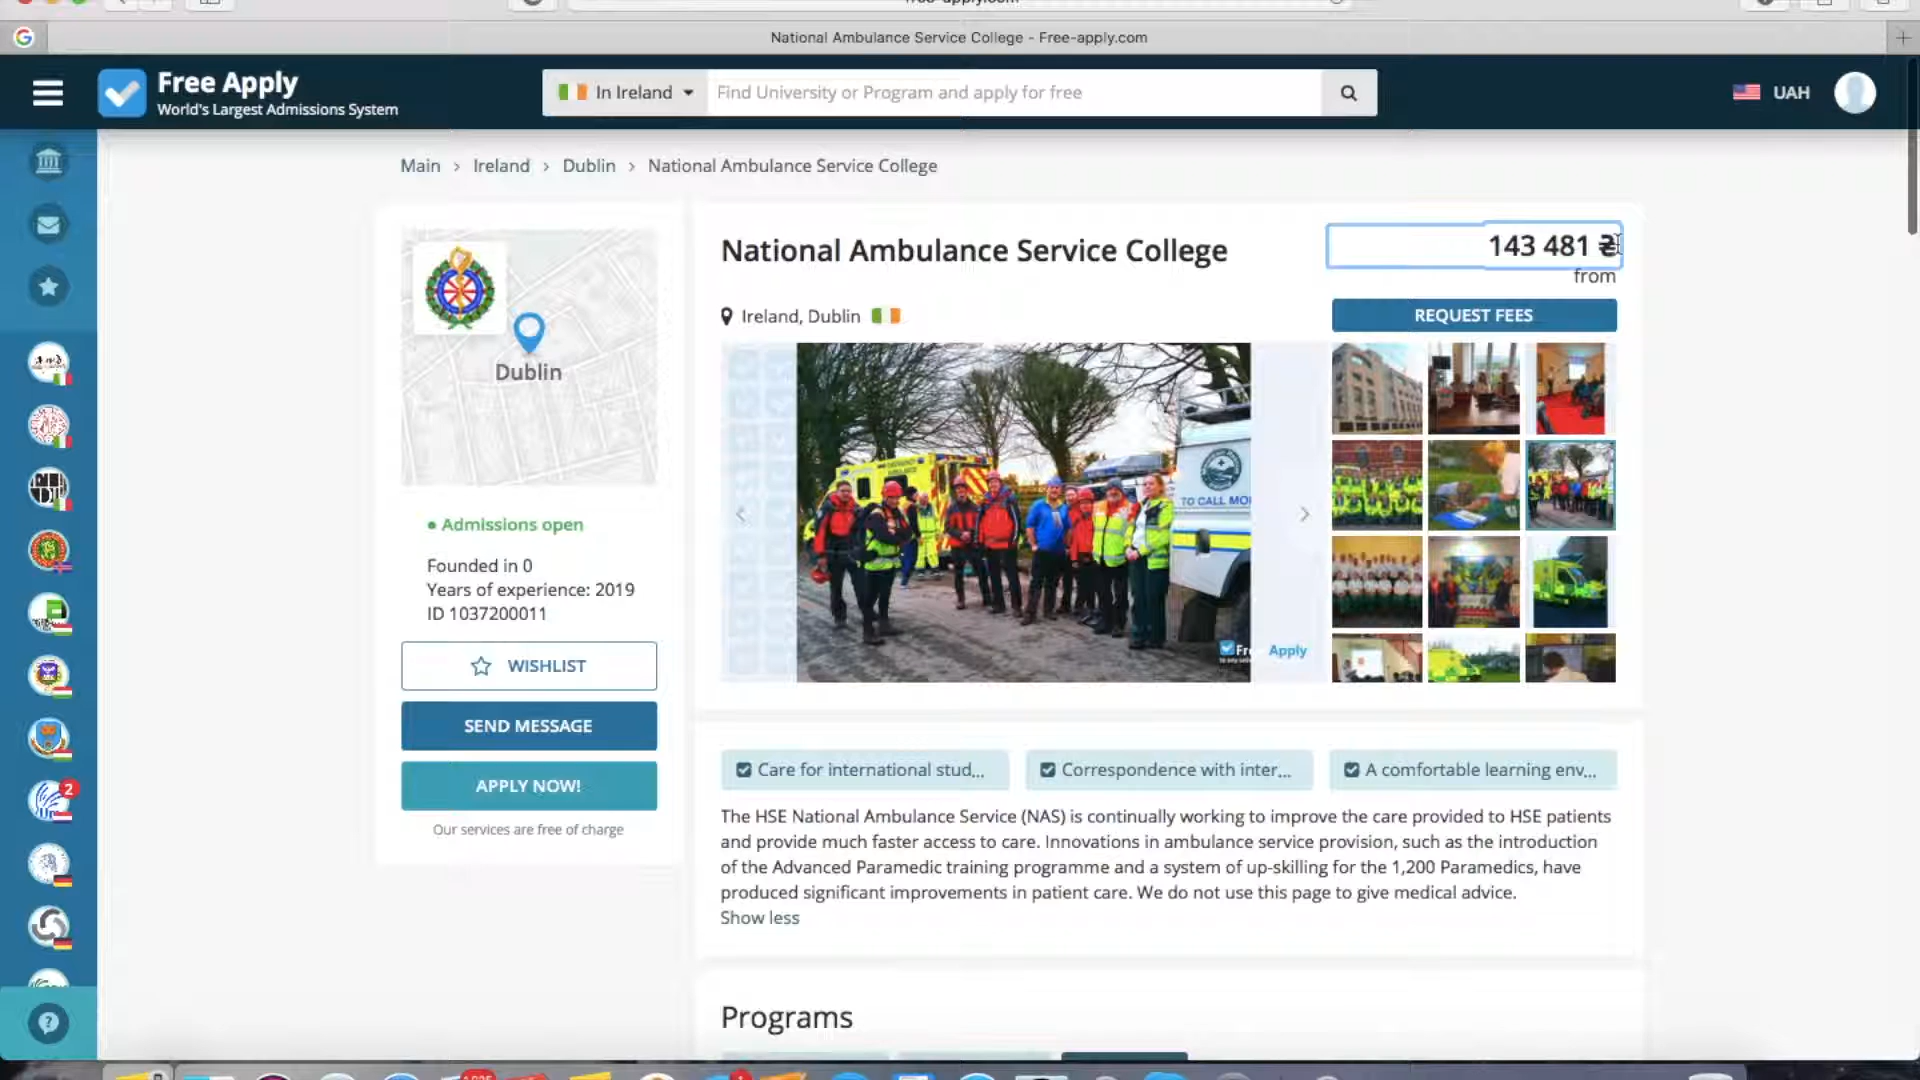 National Ambulance Service College - Free-apply.com
Free Apply
World's Largest Admissions System
In Ireland
Find University or Program and apply for free
UAH
Main > Ireland > Dublin > National Ambulance Service College
Dublin
● Admissions open
Founded in 0
Years of experience: 2019
ID 1037200011
WISHLIST
SEND MESSAGE
APPLY NOW!
Our services are free of charge
National Ambulance Service College
143 481 ₴
from
Ireland, Dublin
REQUEST FEES
TO CALL
Apply
Care for international stud...
Correspondence with inter...
A comfortable learning env...
The HSE National Ambulance Service (NAS) is continually working to improve the care provided to HSE patients
and provide much faster access to care. Innovations in ambulance service provision, such as the introduction
of the Advanced Paramedic training programme and a system of up-skilling for the 1,200 Paramedics, have
produced significant improvements in patient care. We do not use this page to give medical advice.
Show less
Programs
2
?